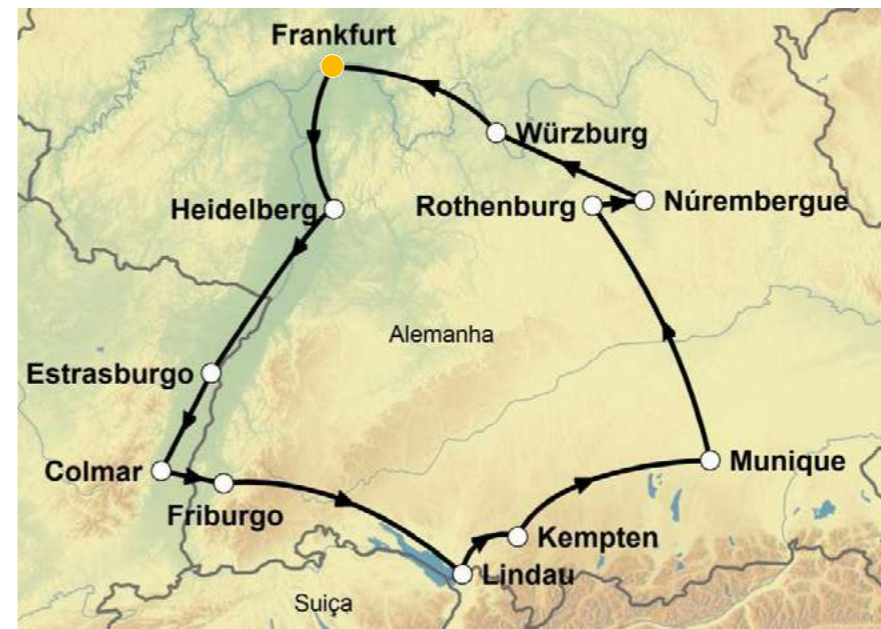 Frankfurt
Würzburg
Heidelberg
Rothenburg
Núrembergue
Alemanha
Estrasburgo
Colmar
Munique
Friburgo
Kempten
Lindau
Suiça